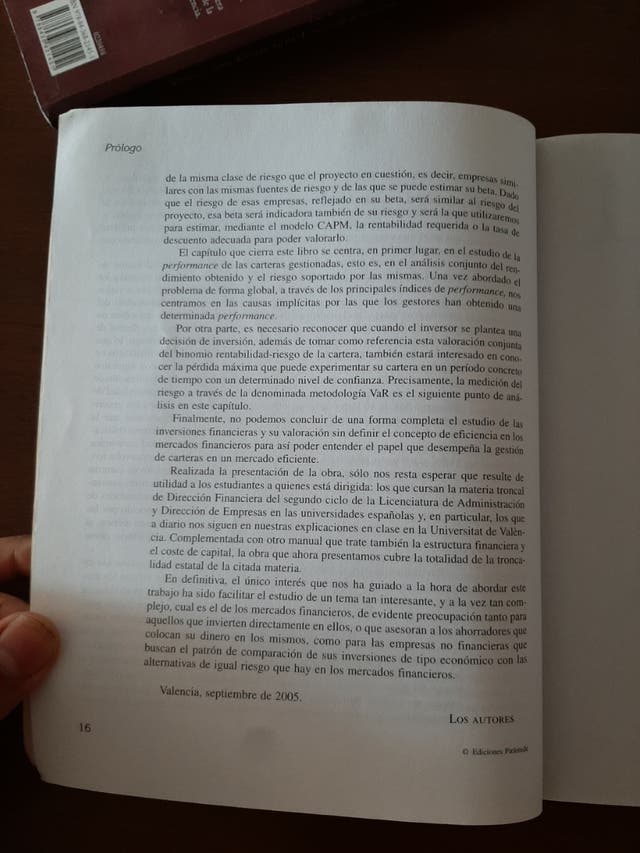 Prólogo
de la misma clase de riesgo que el proyecto en cuestión, es decir, empresas simi-
lares con las mismas fuentes de riesgo y de las que se puede estimar su beta. Dado
que el riesgo de esas empresas, reflejado en su beta, será similar al riesgo del
proyecto, esa beta será indicadora también de su riesgo y será la que utilizaremos
para estimar, mediante el modelo CAPM, la rentabilidad requerida o la tasa de
descuento adecuada para poder valorarlo.
El capítulo que cierra este libro se centra, en primer lugar, en el estudio de la
performance de las carteras gestionadas, esto es, en el análisis conjunto del ren-
dimiento obtenido y el riesgo soportado por las mismas. Una vez abordado el
problema de forma global, a través de los principales índices de performance, nos
centramos en las causas implícitas por las que los gestores han obtenido una
determinada performance.
Por otra parte, es necesario reconocer que cuando el inversor se plantea una
decisión de inversión, además de tomar como referencia esta valoración conjunta
del binomio rentabilidad-riesgo de la cartera, también estará interesado en cono-
cer la pérdida máxima que puede experimentar su cartera en un período concreto
de tiempo con un determinado nivel de confianza. Precisamente, la medición del
riesgo a través de la denominada metodología VaR es el siguiente punto de aná-
lisis en este capítulo.
Finalmente, no podemos concluir de una forma completa el estudio de las
inversiones financieras y su valoración sin definir el concepto de eficiencia en los
mercados financieros para así poder entender el papel que desempeña la gestión
de carteras en un mercado eficiente.
Realizada la presentación de la obra, sólo nos resta esperar que resulte de
utilidad a los estudiantes a quienes está dirigida: los que cursan la materia troncal
de Dirección Financiera del segundo ciclo de la Licenciatura de Administración
y Dirección de Empresas en las universidades españolas y, en particular, los que
a diario nos siguen en nuestras explicaciones en clase en la Universitat de Valèn-
cia. Complementada con otro manual que trate también la estructura financiera y
el coste de capital, la obra que ahora presentamos cubre la totalidad de la tronca-
lidad estatal de la citada materia.
En definitiva, el único interés que nos ha guiado a la hora de abordar este
trabajo ha sido facilitar el estudio de un tema tan interesante, y a la vez tan com-
plejo, cual es el de los mercados financieros, de evidente preocupación tanto para
aquellos que invierten directamente en ellos, o que asesoran a los ahorradores que
colocan su dinero en los mismos, como para las empresas no financieras que
buscan el patrón de comparación de sus inversiones de tipo económico con las
alternativas de igual riesgo que hay en los mercados financieros.
Valencia, septiembre de 2005.
LOS AUTORES
16
© Ediciones